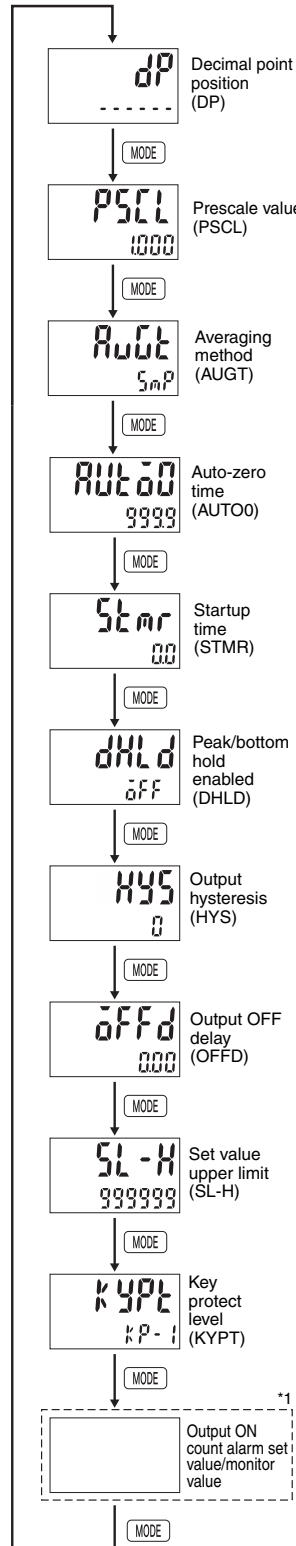 dP
Decimal point
position
(DP)
------
MODE
PSCL
Prescale value
(PSCL)
1.000
MODE
AvGt
Averaging
method
(AUGT)
SmP
MODE
AUto0
Auto-zero
time
(AUTO0)
999.9
MODE
Stmr
Startup
time
(STMR)
0.0
MODE
dHLd
Peak/bottom
hold
enabled
(DHLD)
oFF
MODE
HYS
Output
hysteresis
(HYS)
0
MODE
oFFd
Output OFF
delay
(OFFD)
0.00
MODE
SL-H
Set value
upper limit
(SL-H)
999999
MODE
KYPt
Key
protect
level
(KYPT)
KP-1
MODE
*1
Output ON
count alarm set
value/monitor
value
MODE